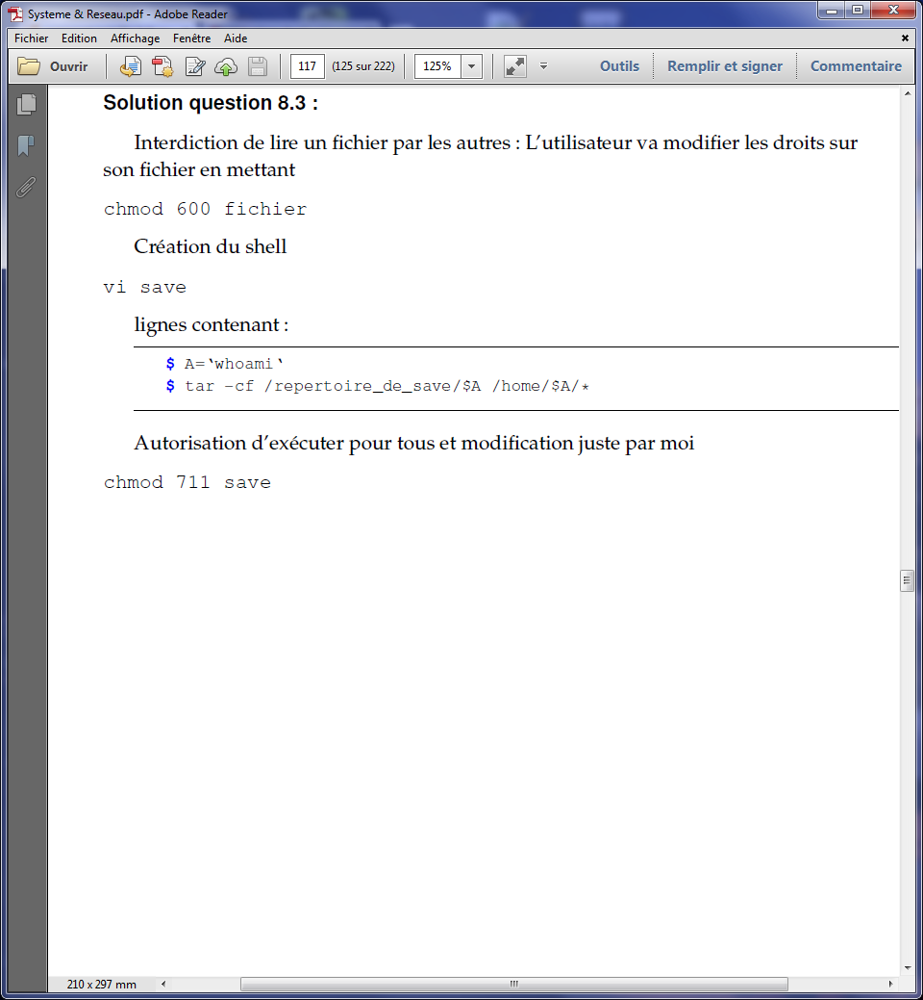 Systeme & Reseau.pdf - Adobe Reader
Fichier Edition Affichage Fenêtre Aide
Ouvrir 117 (125 sur 222) 125% Outils Remplir et signer Commentaire
Solution question 8.3 :
Interdiction de lire un fichier par les autres : L'utilisateur va modifier les droits sur
son fichier en mettant
chmod 600 fichier
Création du shell
vi save
lignes contenant :
$ A=‘whoami‘
$ tar -cf /repertoire_de_save/$A /home/$A/*
Autorisation d'exécuter pour tous et modification juste par moi
chmod 711 save
210 x 297 mm